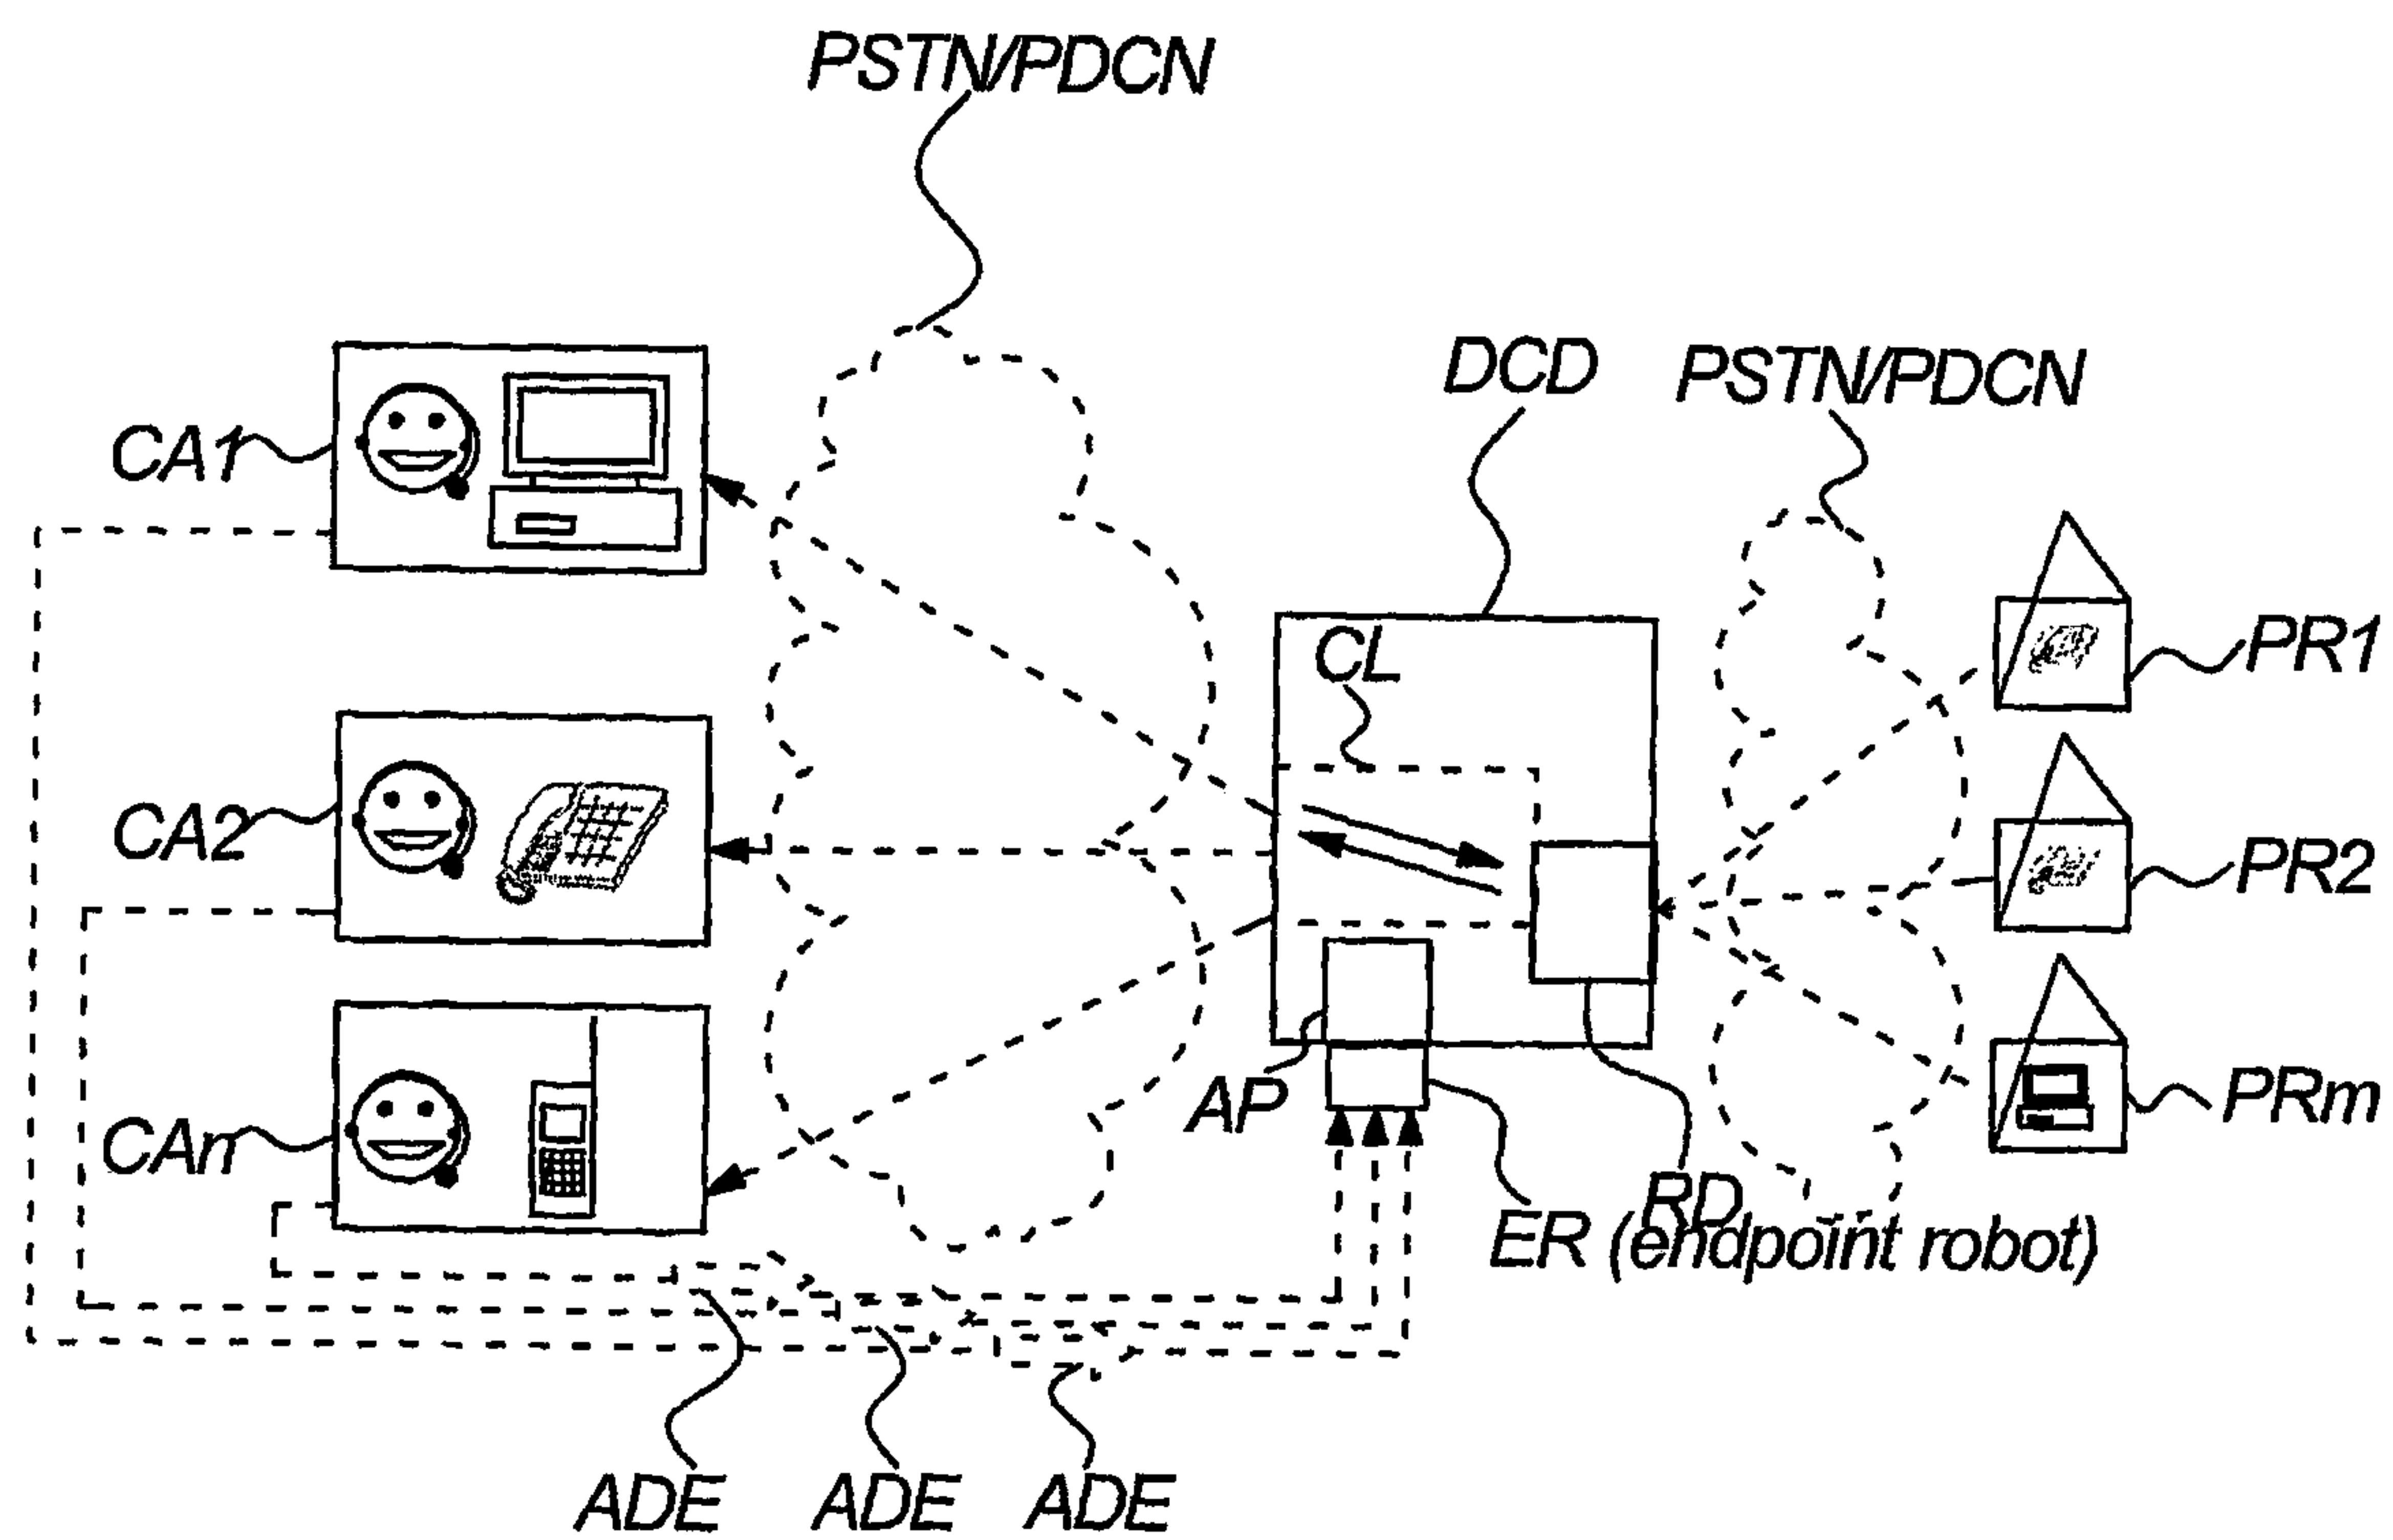 PSTN/PDCN
DCD
PSTN/PDCN
CA1
CL
PR1
CA2
PR2
AP
PRm
CAn
RD
ER (endpoint robot)
ADE
ADE
ADE